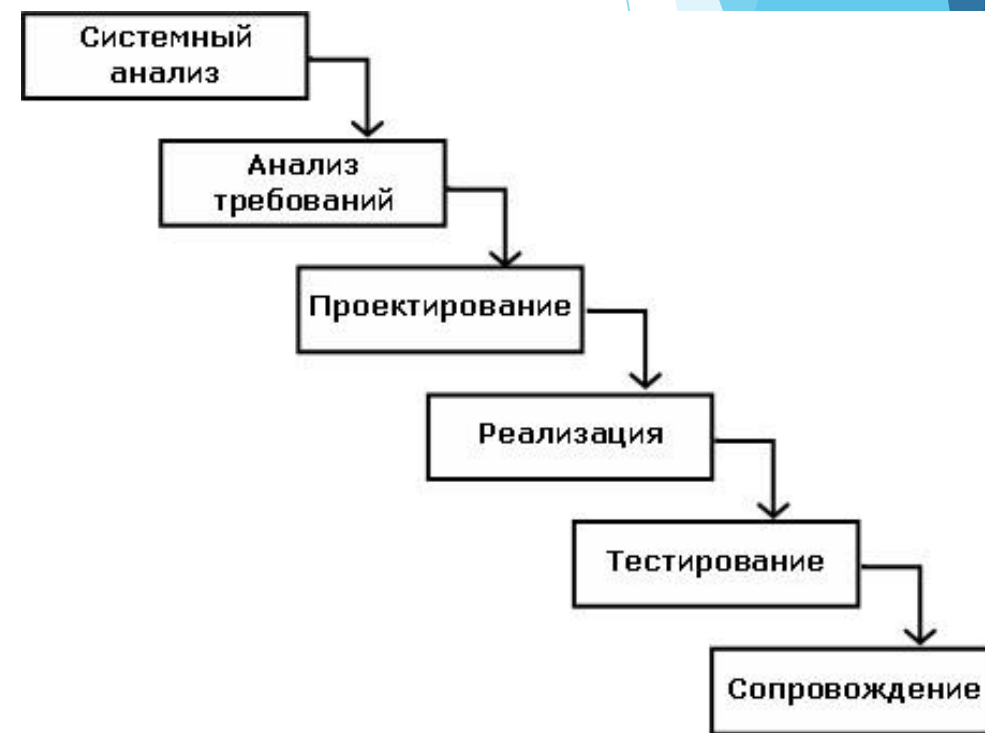 Системный
анализ
Анализ
требований
Проектирование
Реализация
Тестирование
Сопровождение